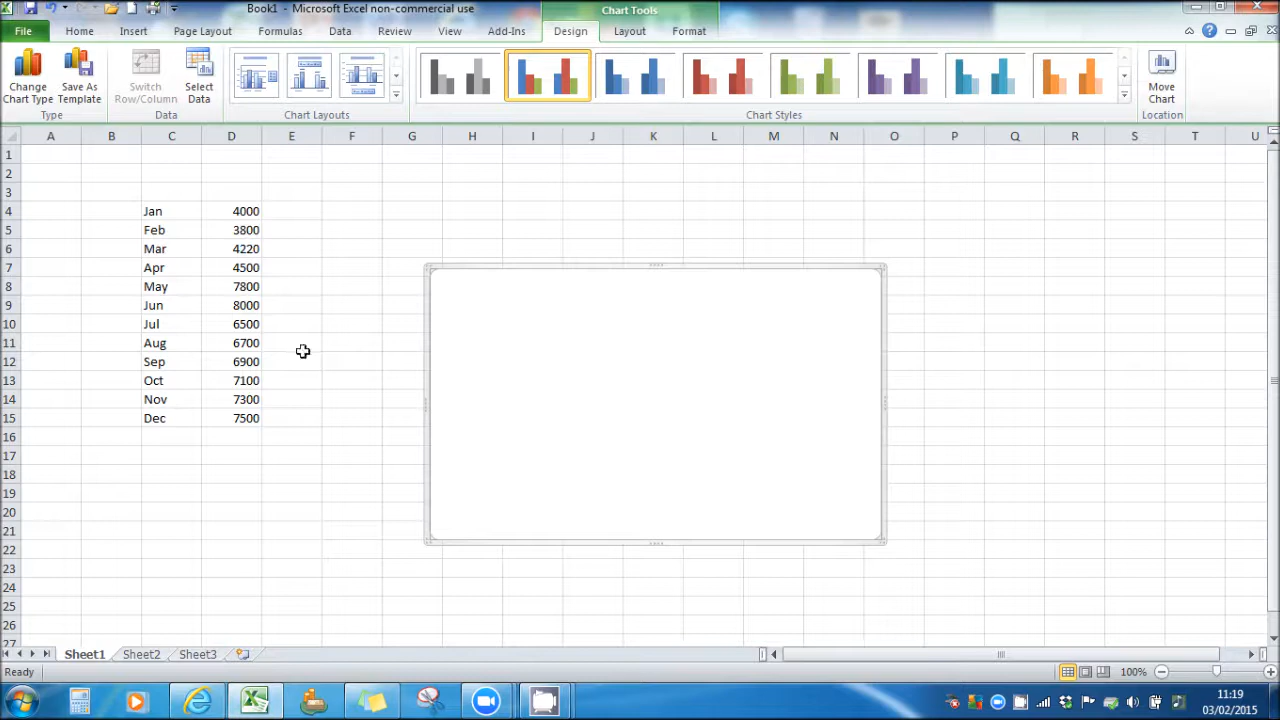 Book1 - Microsoft Excel non-commercial use
Chart Tools
File Home Insert Page Layout Formulas Data Review View Add-Ins Design Layout Format
Change Chart Type
Save As Template
Switch Row/Column
Select Data
Move Chart
Type
Data
Chart Layouts
Chart Styles
Location
A B C D E F G H I J K L M N O P Q R S T U
1
2
3
4 Jan 4000
5 Feb 3800
6 Mar 4220
7 Apr 4500
8 May 7800
9 Jun 8000
10 Jul 6500
11 Aug 6700
12 Sep 6900
13 Oct 7100
14 Nov 7300
15 Dec 7500
16
17
18
19
20
21
22
23
24
25
26
27
Sheet1 Sheet2 Sheet3
Ready
100%
11:19
03/02/2015